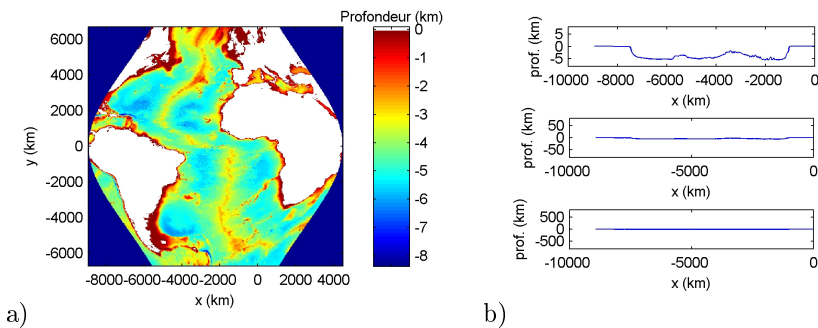 Profondeur (km)
6000
4000
2000
0
-2000
-4000
-6000
y (km)
-8000-6000-4000-2000 0 2000 4000
x (km)
0
-1
-2
-3
-4
-5
-6
-7
-8
a)
5
0
-5
prof. (km)
-10000 -8000 -6000 -4000 -2000 0
x (km)
50
0
-50
prof. (km)
-10000 -5000 0
x (km)
500
0
-500
prof. (km)
-10000 -5000 0
x (km)
b)